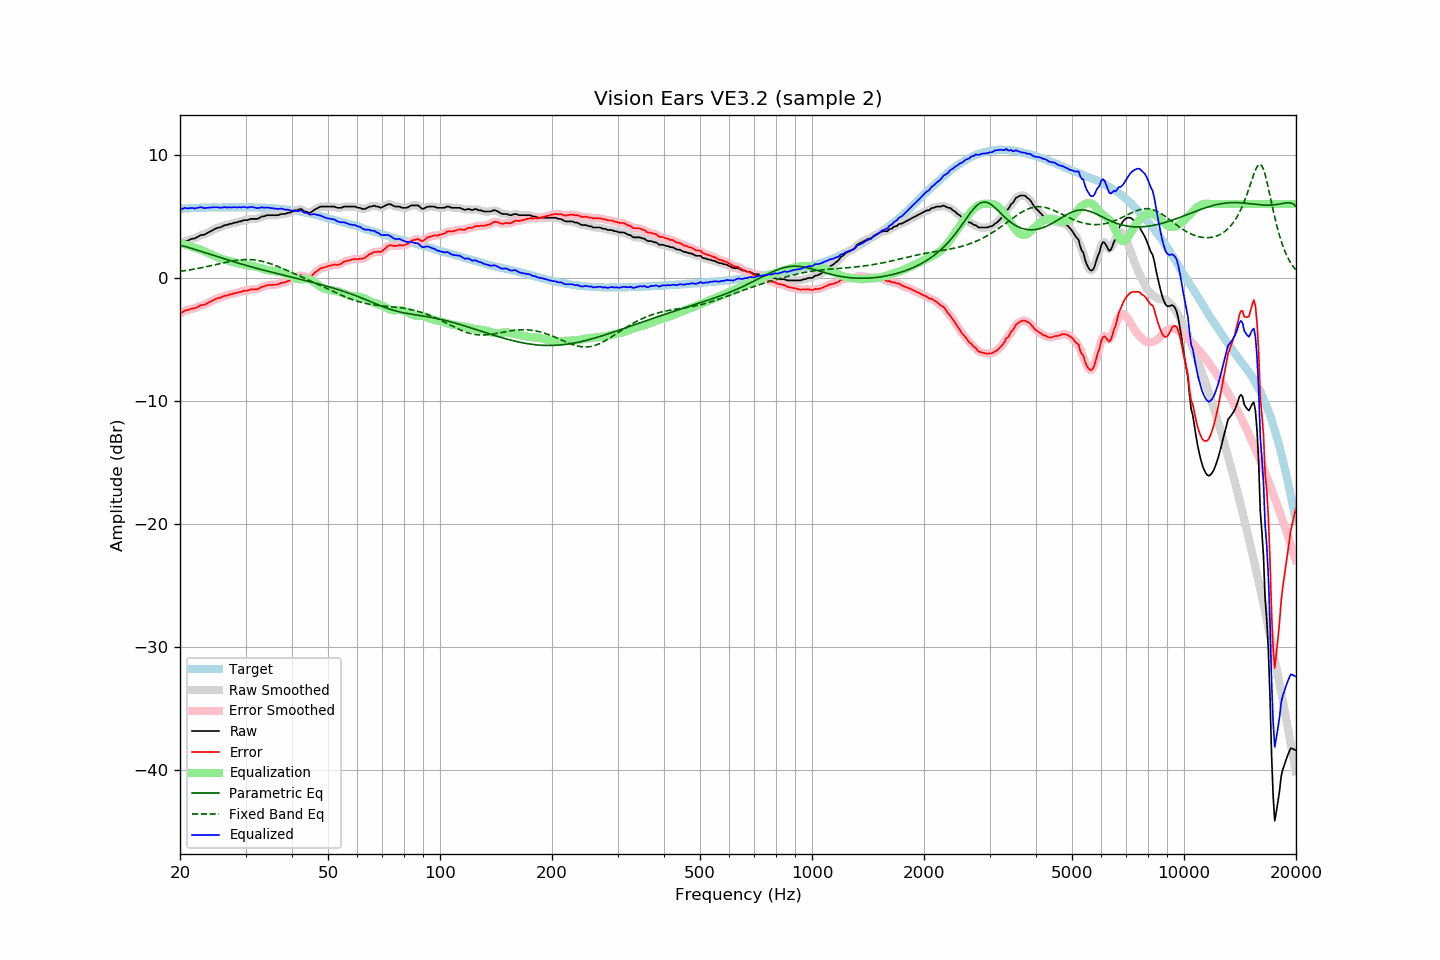 Vision Ears VE3.2 (sample 2)
10
0
−10
−20
−30
−40
Amplitude (dBr)
Target
Raw Smoothed
Error Smoothed
Raw
Error
Equalization
Parametric Eq
Fixed Band Eq
Equalized
20 50 100 200 500 1000 2000 5000 10000 20000
Frequency (Hz)